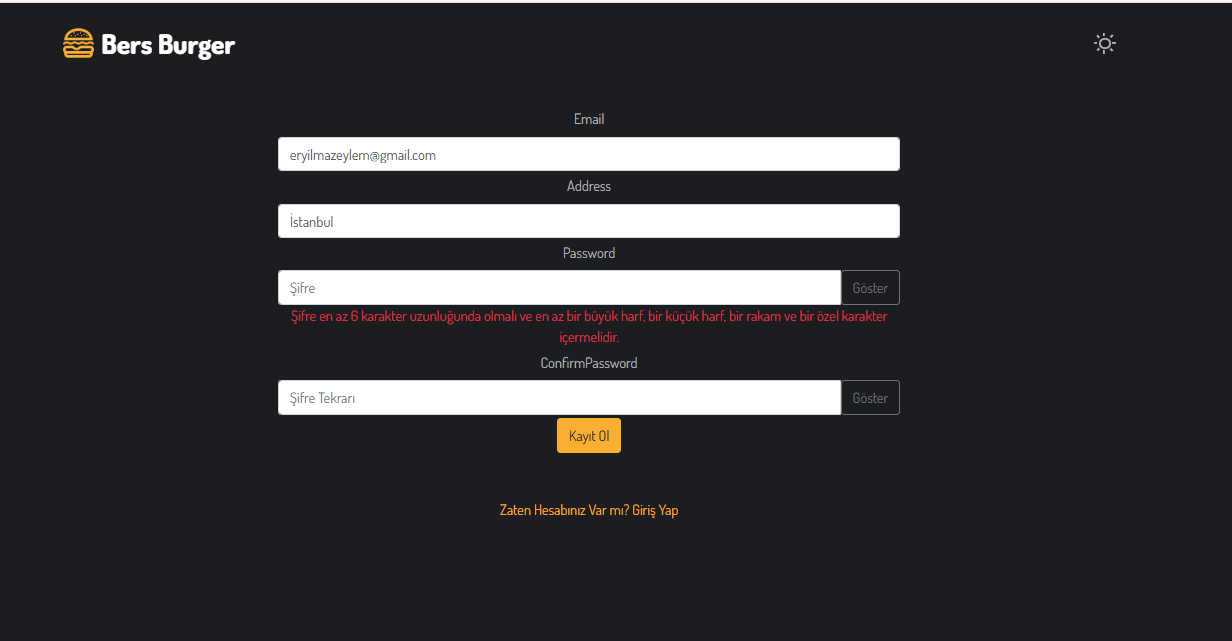 Bers Burger
Email
eryilmazeylem@gmail.com
Address
İstanbul
Password
Şifre
Göster
Şifre en az 6 karakter uzunluğunda olmalı ve en az bir büyük harf, bir küçük harf, bir rakam ve bir özel karakter
içermelidir.
ConfirmPassword
Şifre Tekrarı
Göster
Kayıt Ol
Zaten Hesabınız Var mı? Giriş Yap